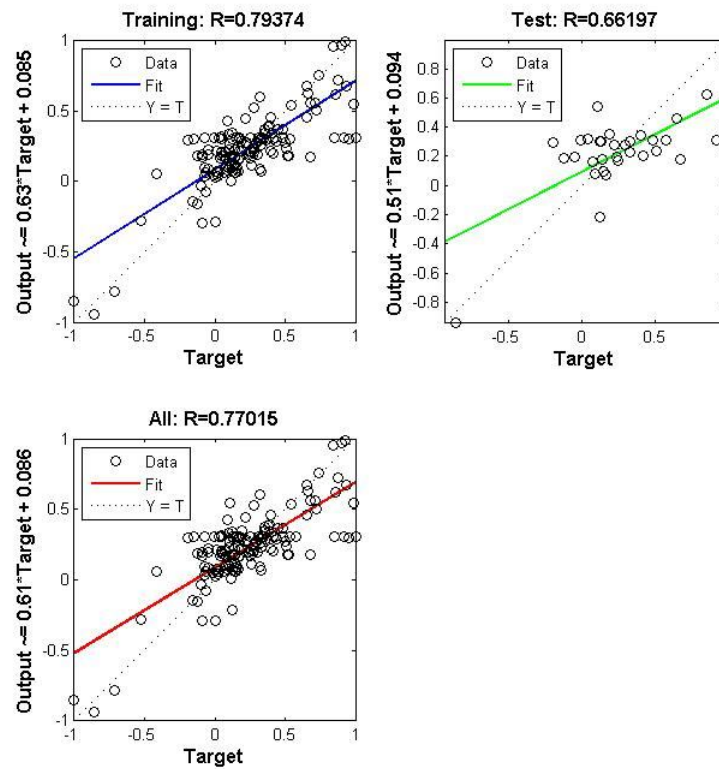 Training: R=0.79374
Output ~= 0.63*Target + 0.085
1
0.5
0
-0.5
-1
Data
Fit
Y = T
-1
-0.5
0
0.5
1
Target
Test: R=0.66197
Output ~= 0.51*Target + 0.094
0.8
0.6
0.4
0.2
0
-0.2
-0.4
-0.6
-0.8
Data
Fit
Y = T
-0.5
0
0.5
Target
All: R=0.77015
Output ~= 0.61*Target + 0.086
1
0.5
0
-0.5
-1
Data
Fit
Y = T
-1
-0.5
0
0.5
1
Target